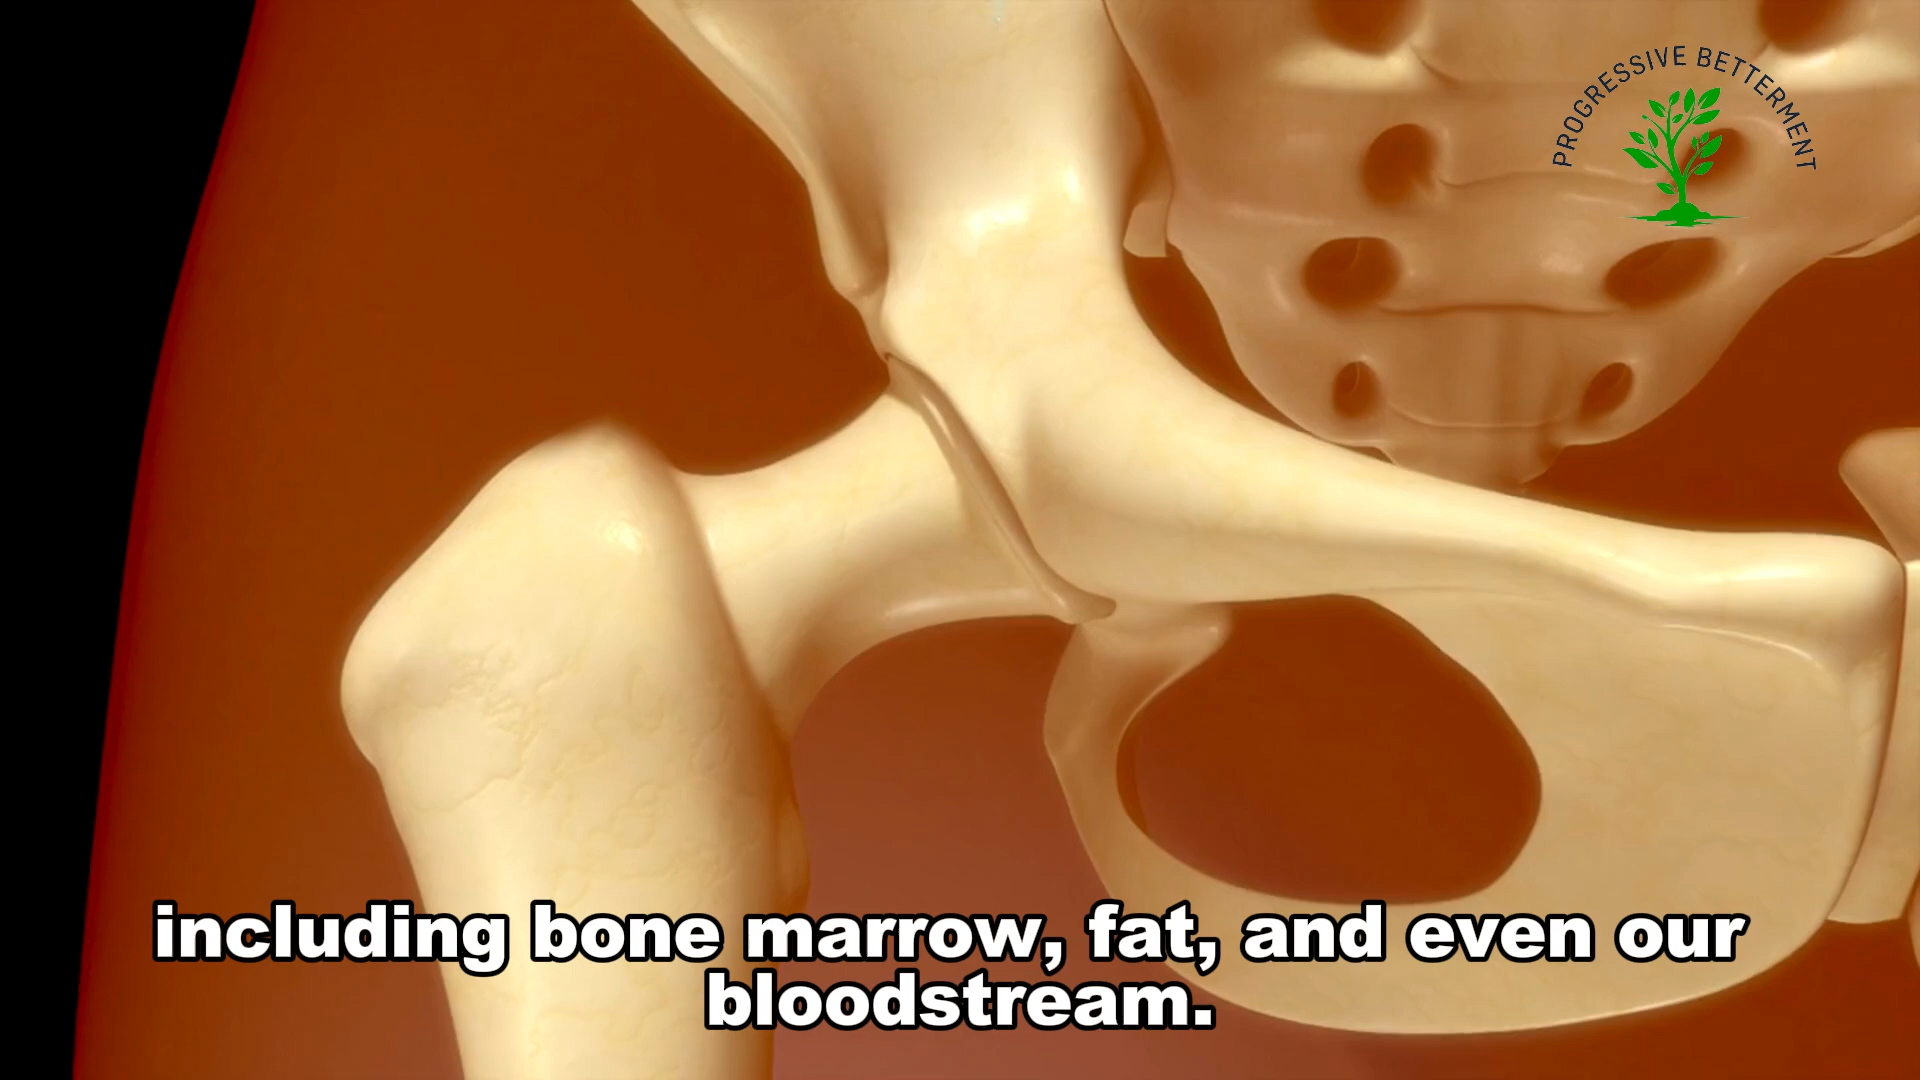 PROGRESSIVE BETTERMENT
including bone marrow, fat, and even our
bloodstream.